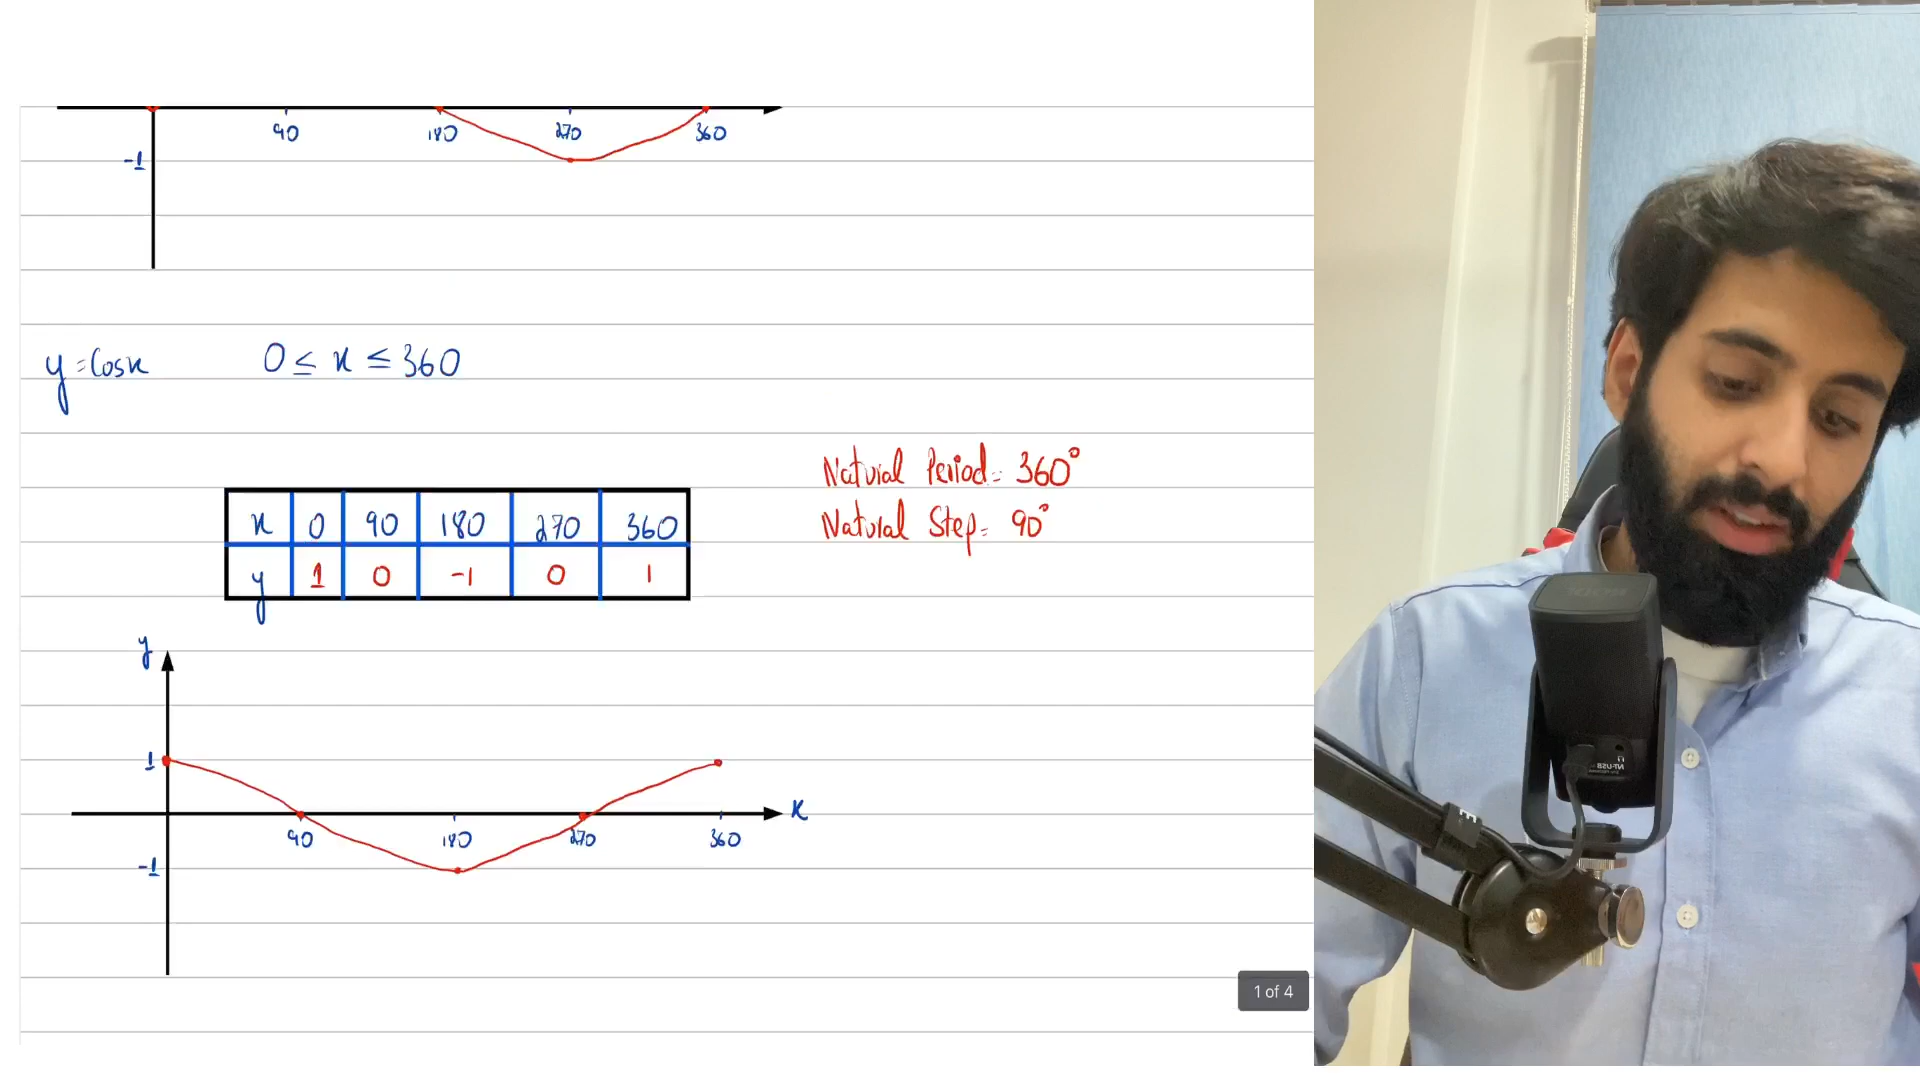 90 180 270 360
-1
y=Cosx 0 ≤ x ≤ 360
Natural Period= 360°
Natural Step= 90°
x 0 90 180 270 360
y 1 0 -1 0 1
y
1
x
90 180 270 360
-1
1 of 4